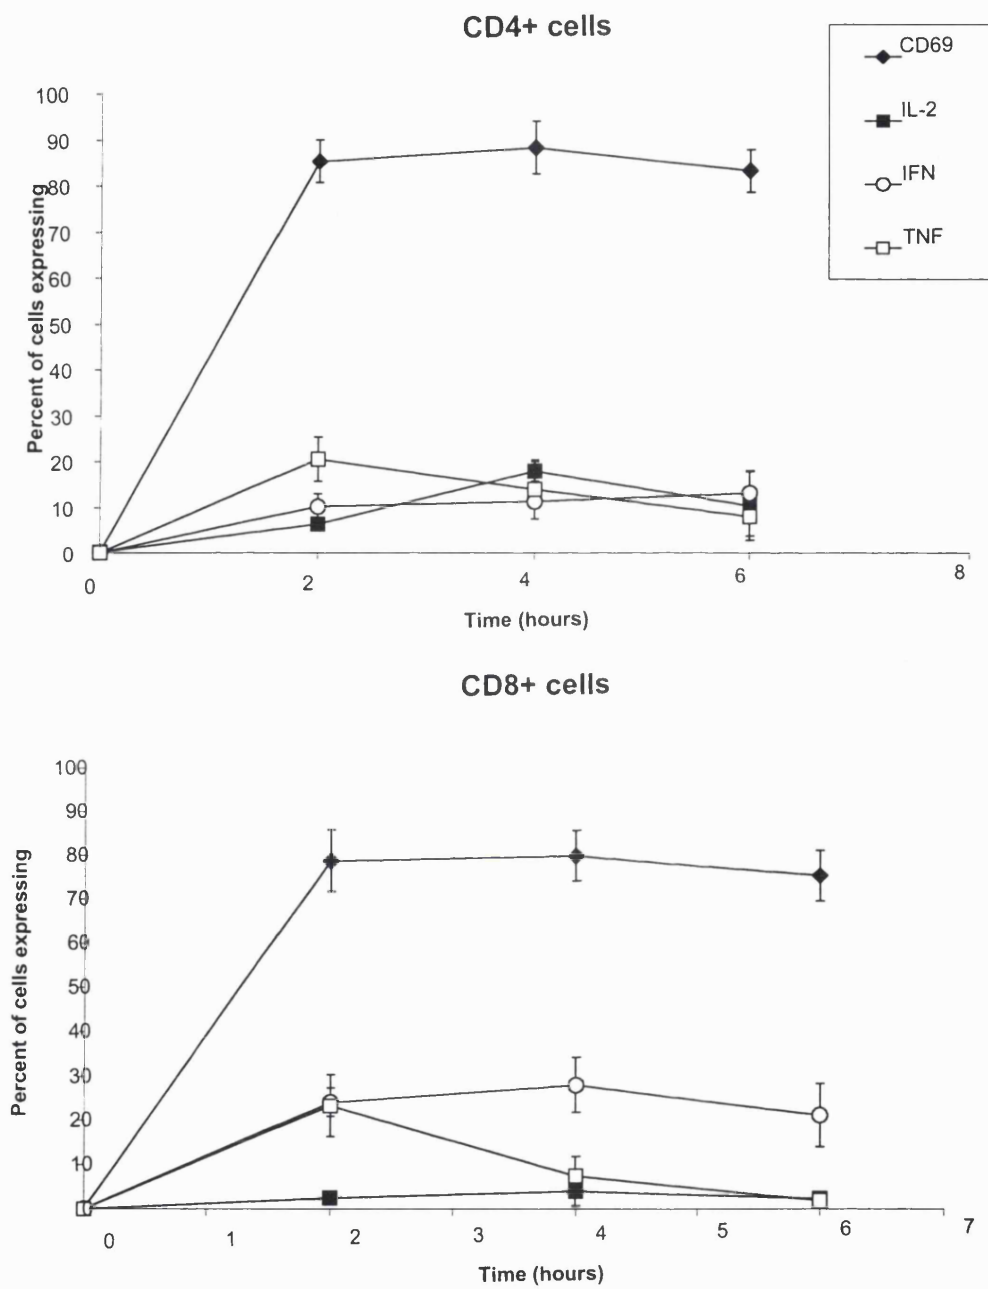 CD4+ cells
CD69
IL-2
IFN
TNF
100
90
80
70
60
50
40
30
20
10
0
Percent of cells expressing
0 2 4 6 8
Time (hours)
CD8+ cells
100
90
80
70
60
50
40
30
20
10
Percent of cells expressing
0 1 2 3 4 5 6 7
Time (hours)